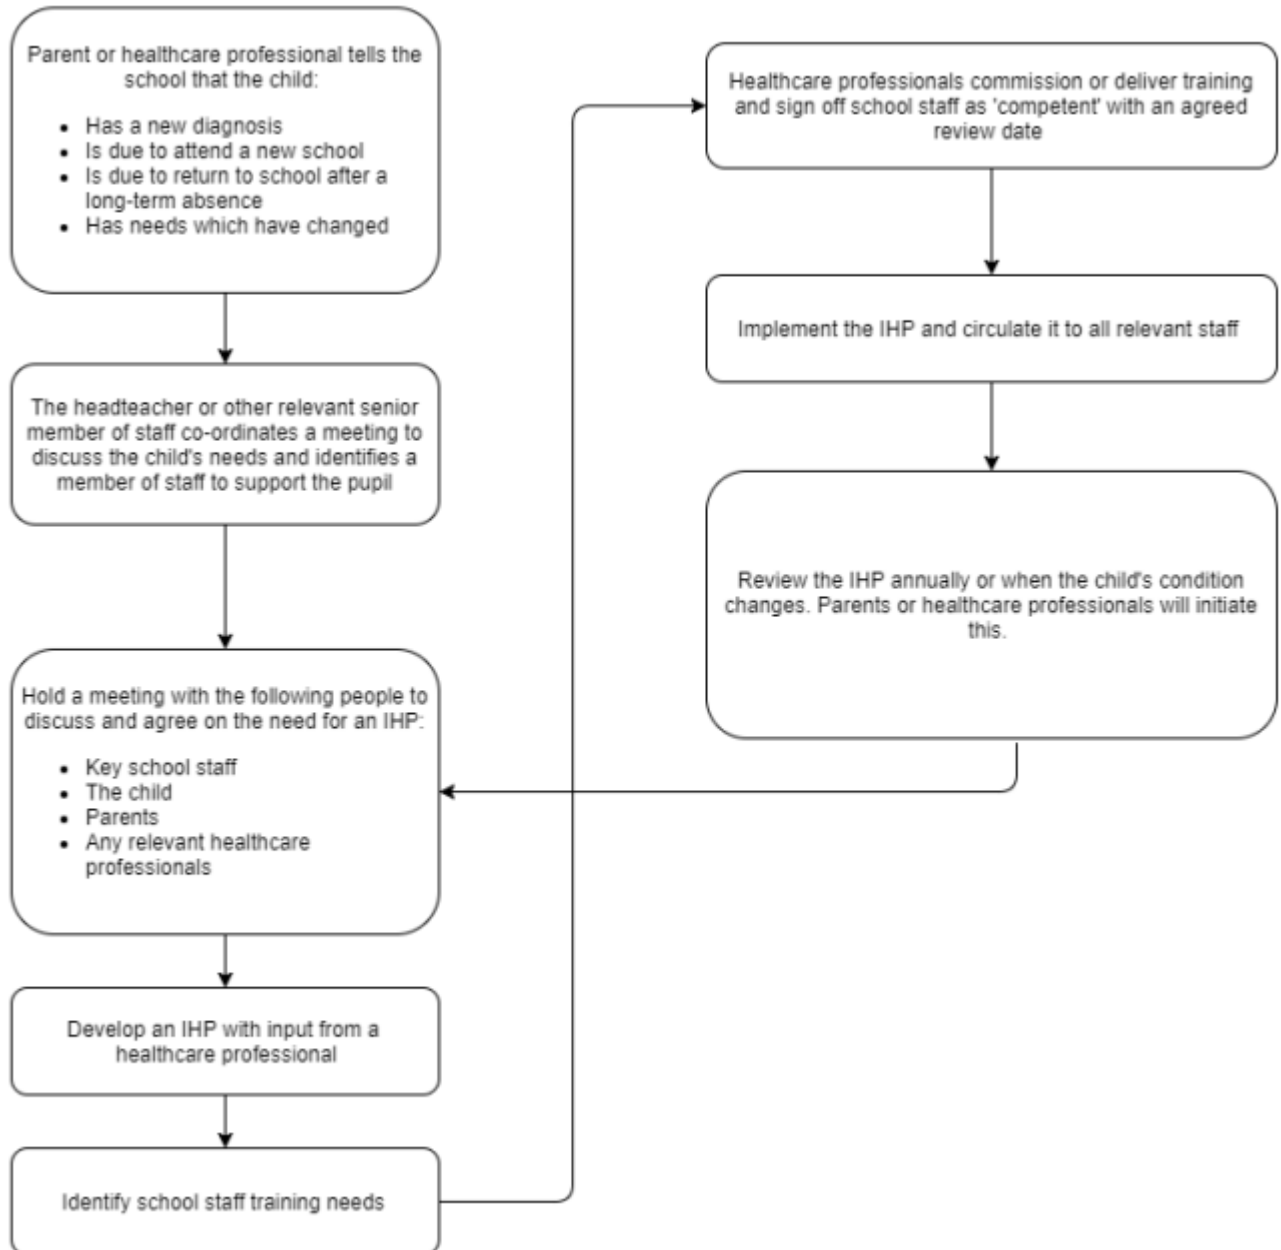 Parent or healthcare professional tells the
school that the child:
• Has a new diagnosis
• Is due to attend a new school
• Is due to return to school after a
long-term absence
• Has needs which have changed
The headteacher or other relevant senior
member of staff co-ordinates a meeting to
discuss the child's needs and identifies a
member of staff to support the pupil
Hold a meeting with the following people to
discuss and agree on the need for an IHP:
• Key school staff
• The child
• Parents
• Any relevant healthcare
professionals
Develop an IHP with input from a
healthcare professional
Identify school staff training needs
Healthcare professionals commission or deliver training
and sign off school staff as 'competent' with an agreed
review date
Implement the IHP and circulate it to all relevant staff
Review the IHP annually or when the child's condition
changes. Parents or healthcare professionals will initiate
this.